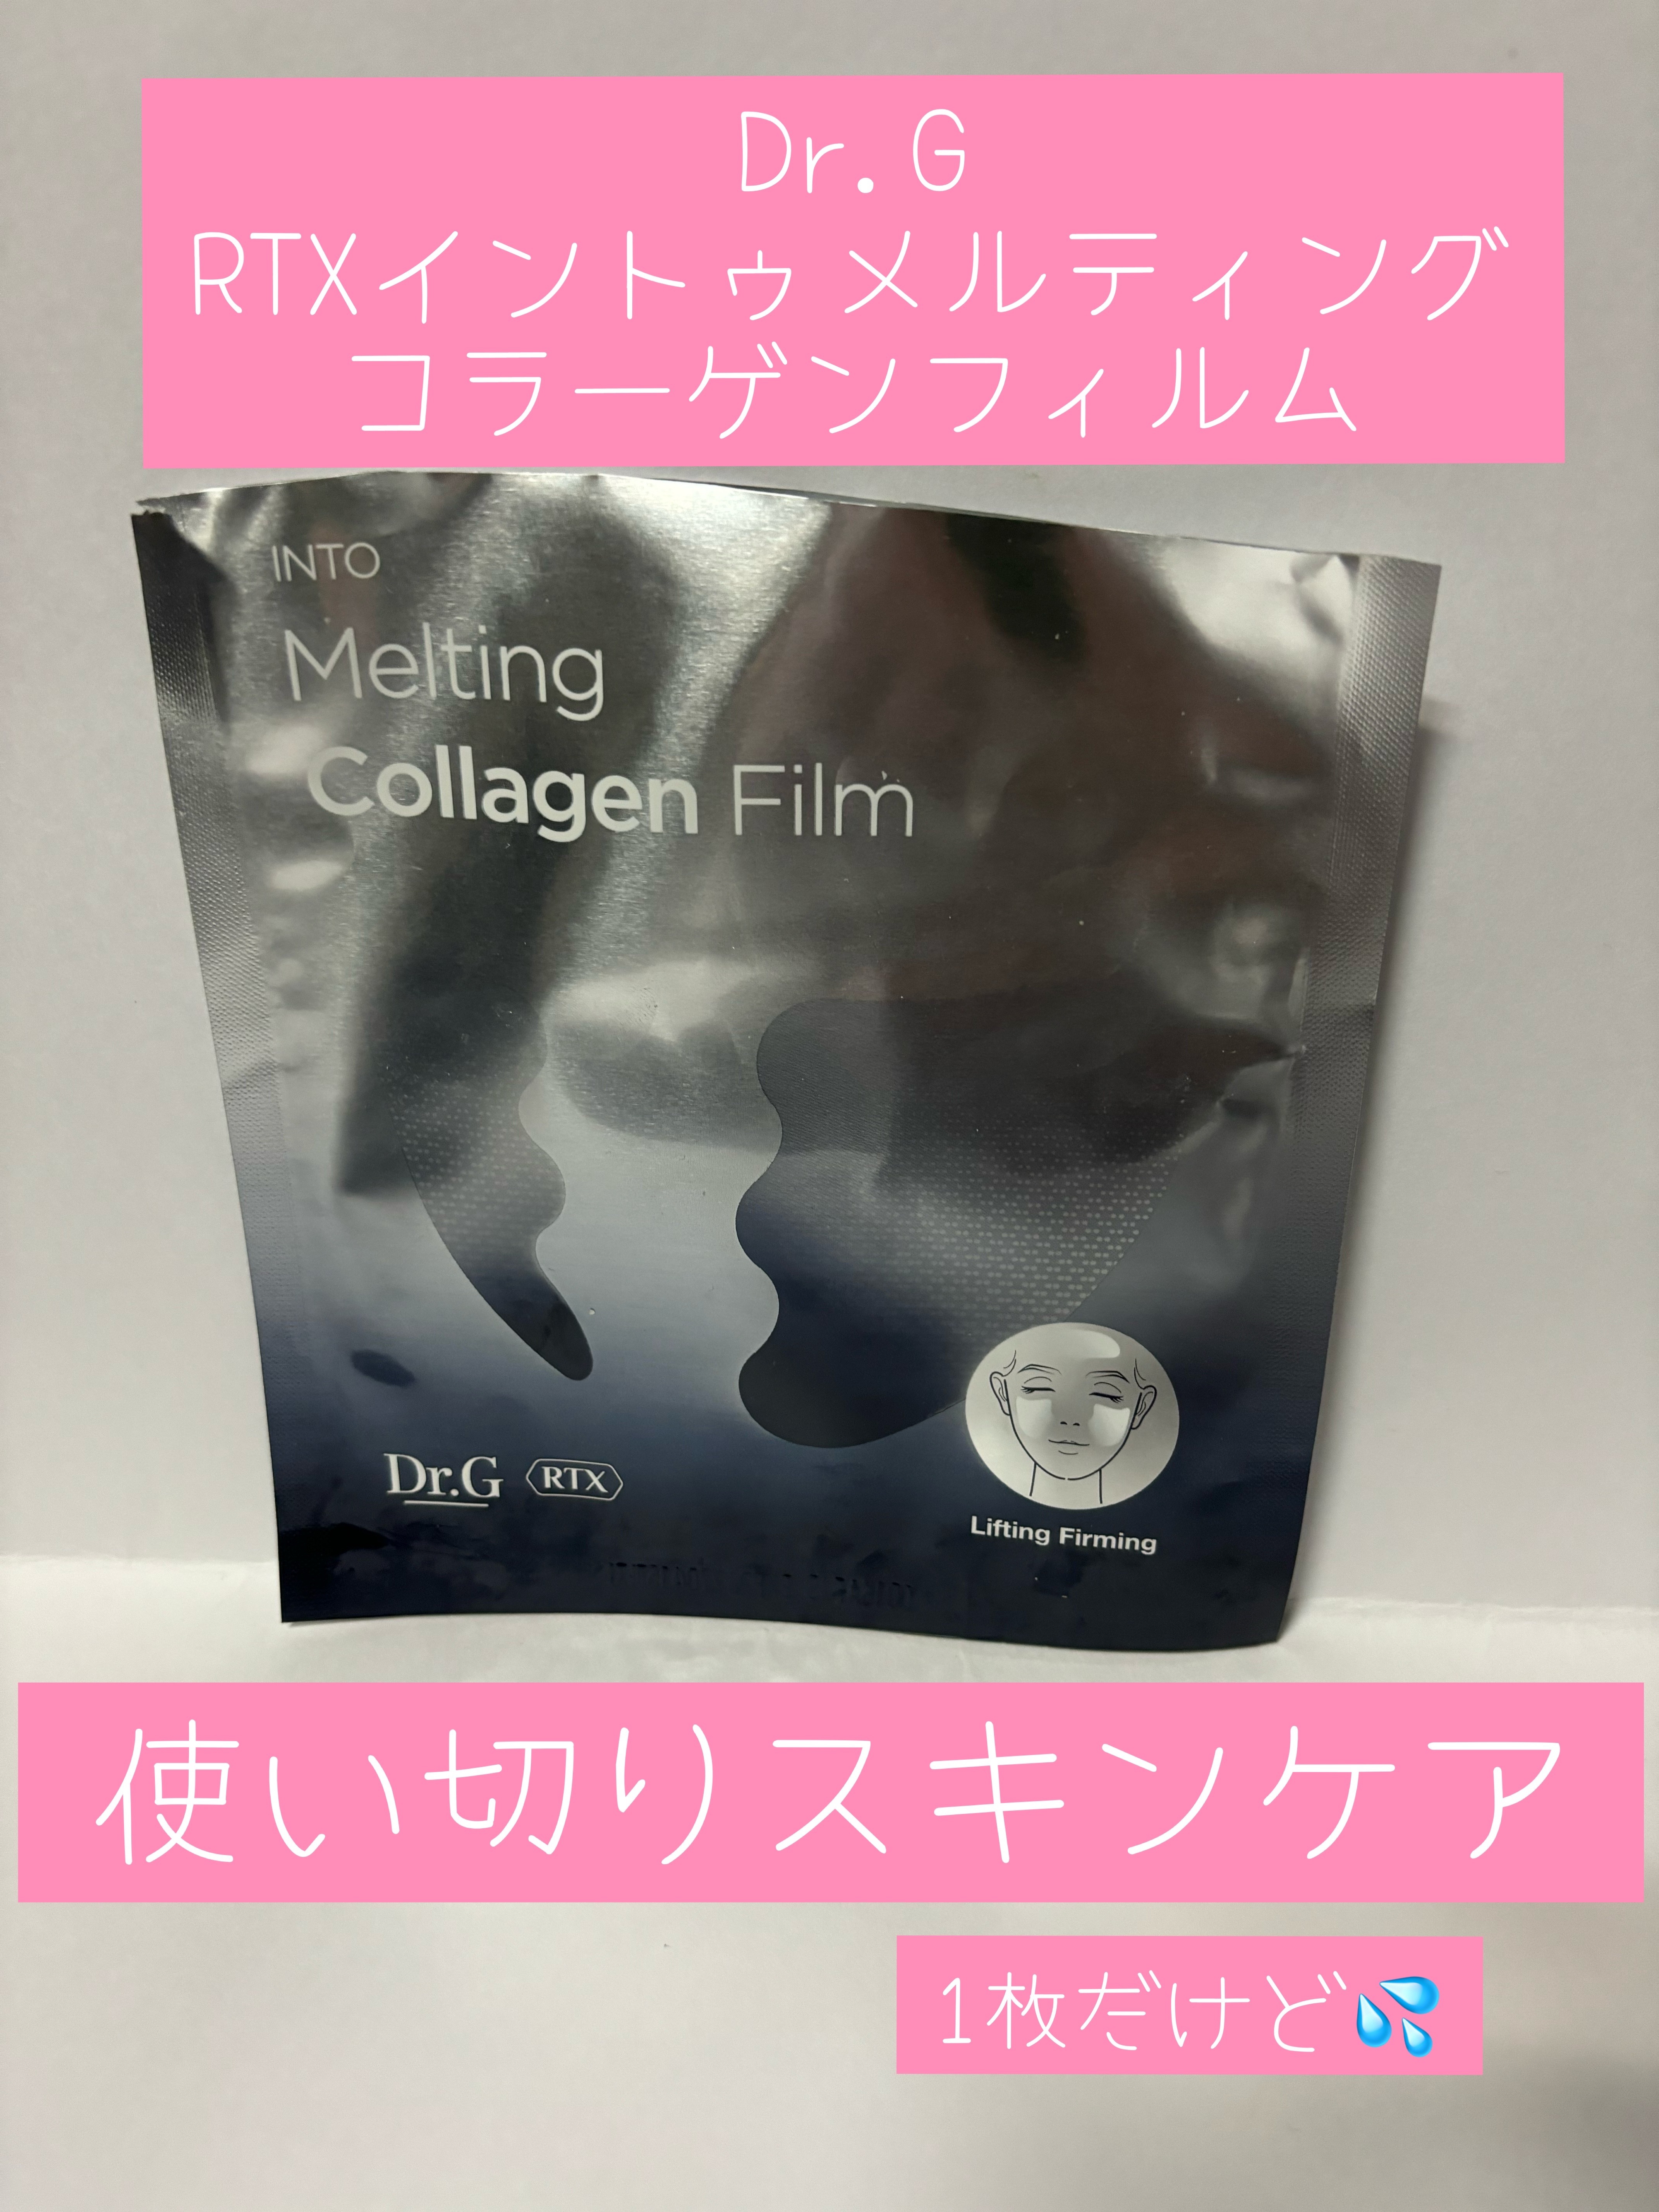 Dr.G
RTXイントゥメルティング
コラーゲンフィルム
INTO
Melting
Collagen Film
Dr.G RTX
Lifting Firming
使い切りスキンケア
1枚だけど💦